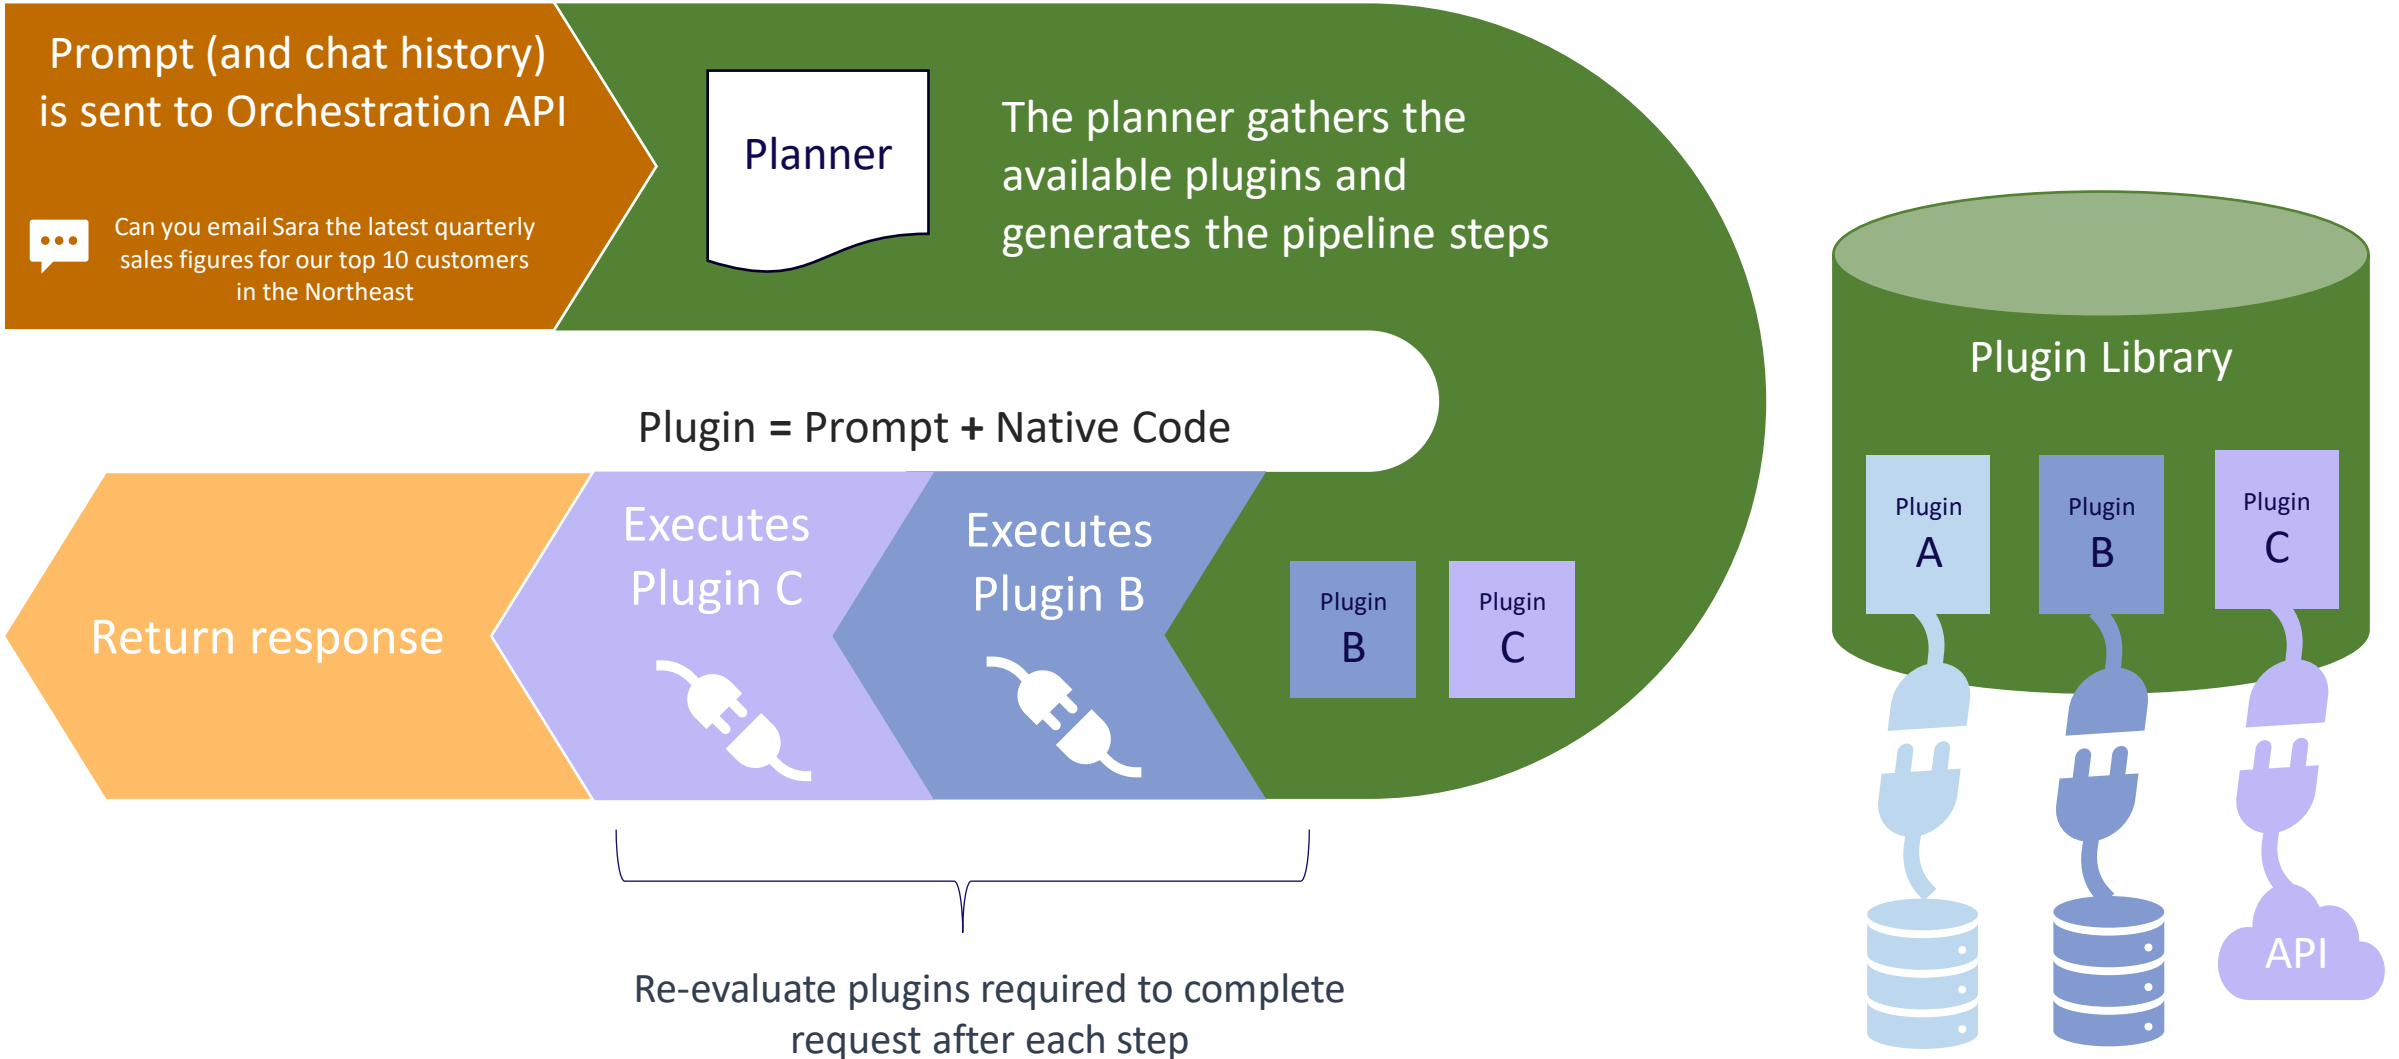 Prompt (and chat history)
is sent to Orchestration API
Can you email Sara the latest quarterly
sales figures for our top 10 customers
in the Northeast
Planner
The planner gathers the
available plugins and
generates the pipeline steps
Plugin = Prompt + Native Code
Return response
Executes
Plugin C
Executes
Plugin B
Plugin
B
Plugin
C
Re-evaluate plugins required to complete
request after each step
Plugin Library
Plugin
A
Plugin
B
Plugin
C
API